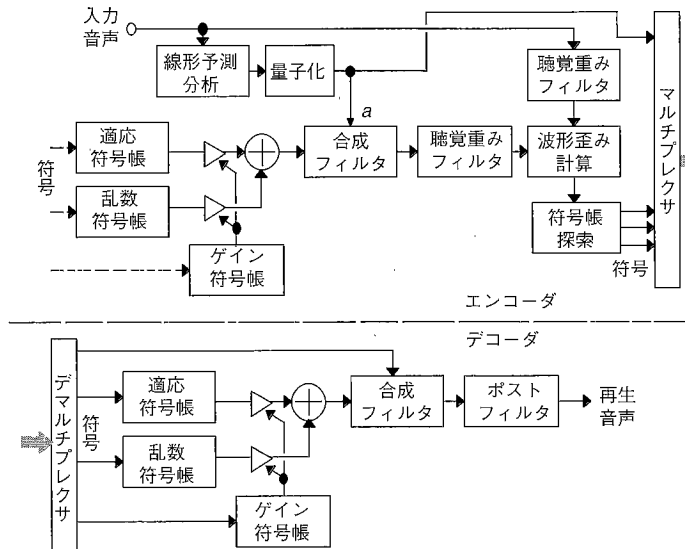 入力
音声
線形予測
分析
量子化
a
聴覚重み
フィルタ
マルチプレクサ
適応
符号帳
合成
フィルタ
聴覚重み
フィルタ
波形歪み
計算
符号
乱数
符号帳
符号帳
探索
ゲイン
符号帳
符号
エンコーダ
デコーダ
デマルチプレクサ
符号
適応
符号帳
合成
フィルタ
ポスト
フィルタ
再生
音声
乱数
符号帳
ゲイン
符号帳